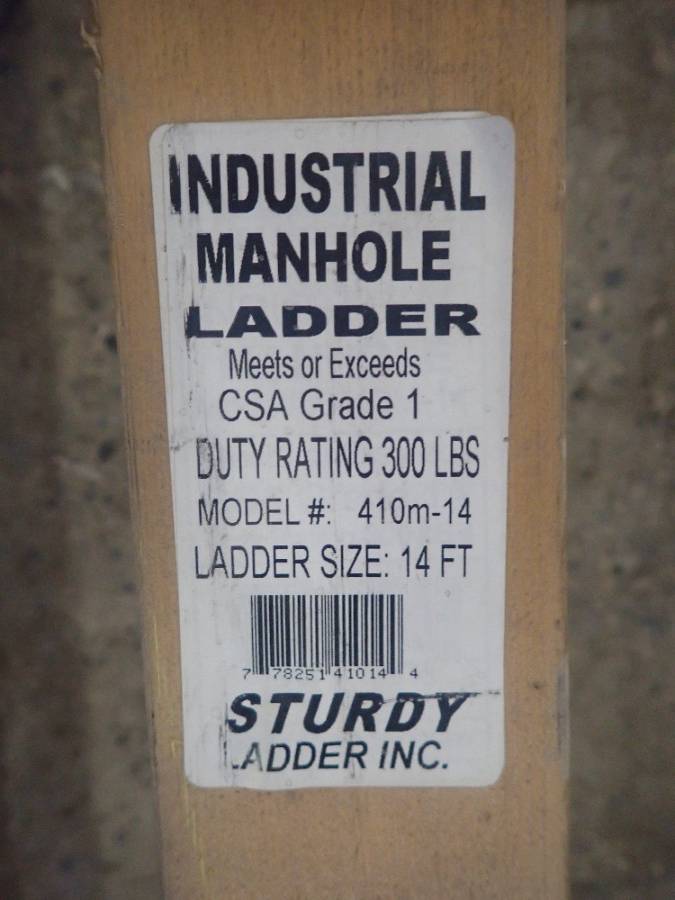 INDUSTRIAL
MANHOLE
LADDER
Meets or Exceeds
CSA Grade 1
DUTY RATING 300 LBS
MODEL #: 410m-14
LADDER SIZE: 14 FT
7 78251 41014 4
STURDY
LADDER INC.